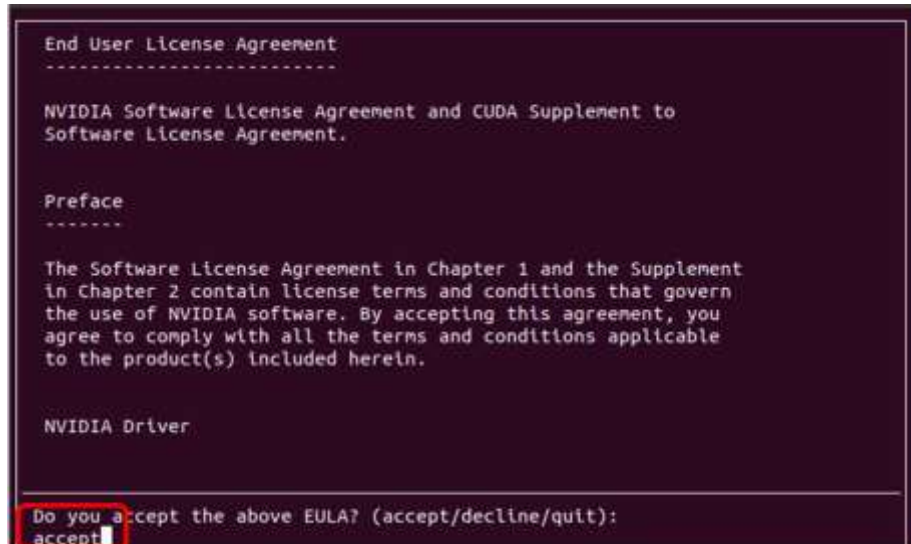 End User License Agreement
--------------------------
NVIDIA Software License Agreement and CUDA Supplement to
Software License Agreement.
Preface
-------
The Software License Agreement in Chapter 1 and the Supplement
in Chapter 2 contain license terms and conditions that govern
the use of NVIDIA software. By accepting this agreement, you
agree to comply with all the terms and conditions applicable
to the product(s) included herein.
NVIDIA Driver
Do you accept the above EULA? (accept/decline/quit):
accept